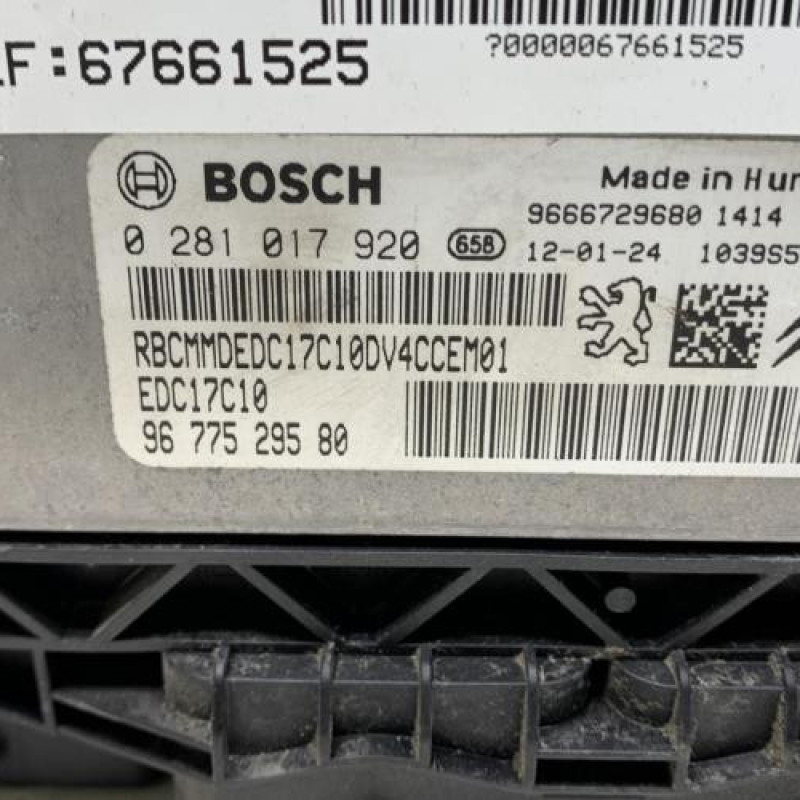 ?0000067661525
F:67661525
BOSCH
Made in
9666729680 1414
0 281 017 920 658
12-01-24 1039S5
RBCMMDEDC17C10DV4CCEM01
EDC17C10
96 775 295 80